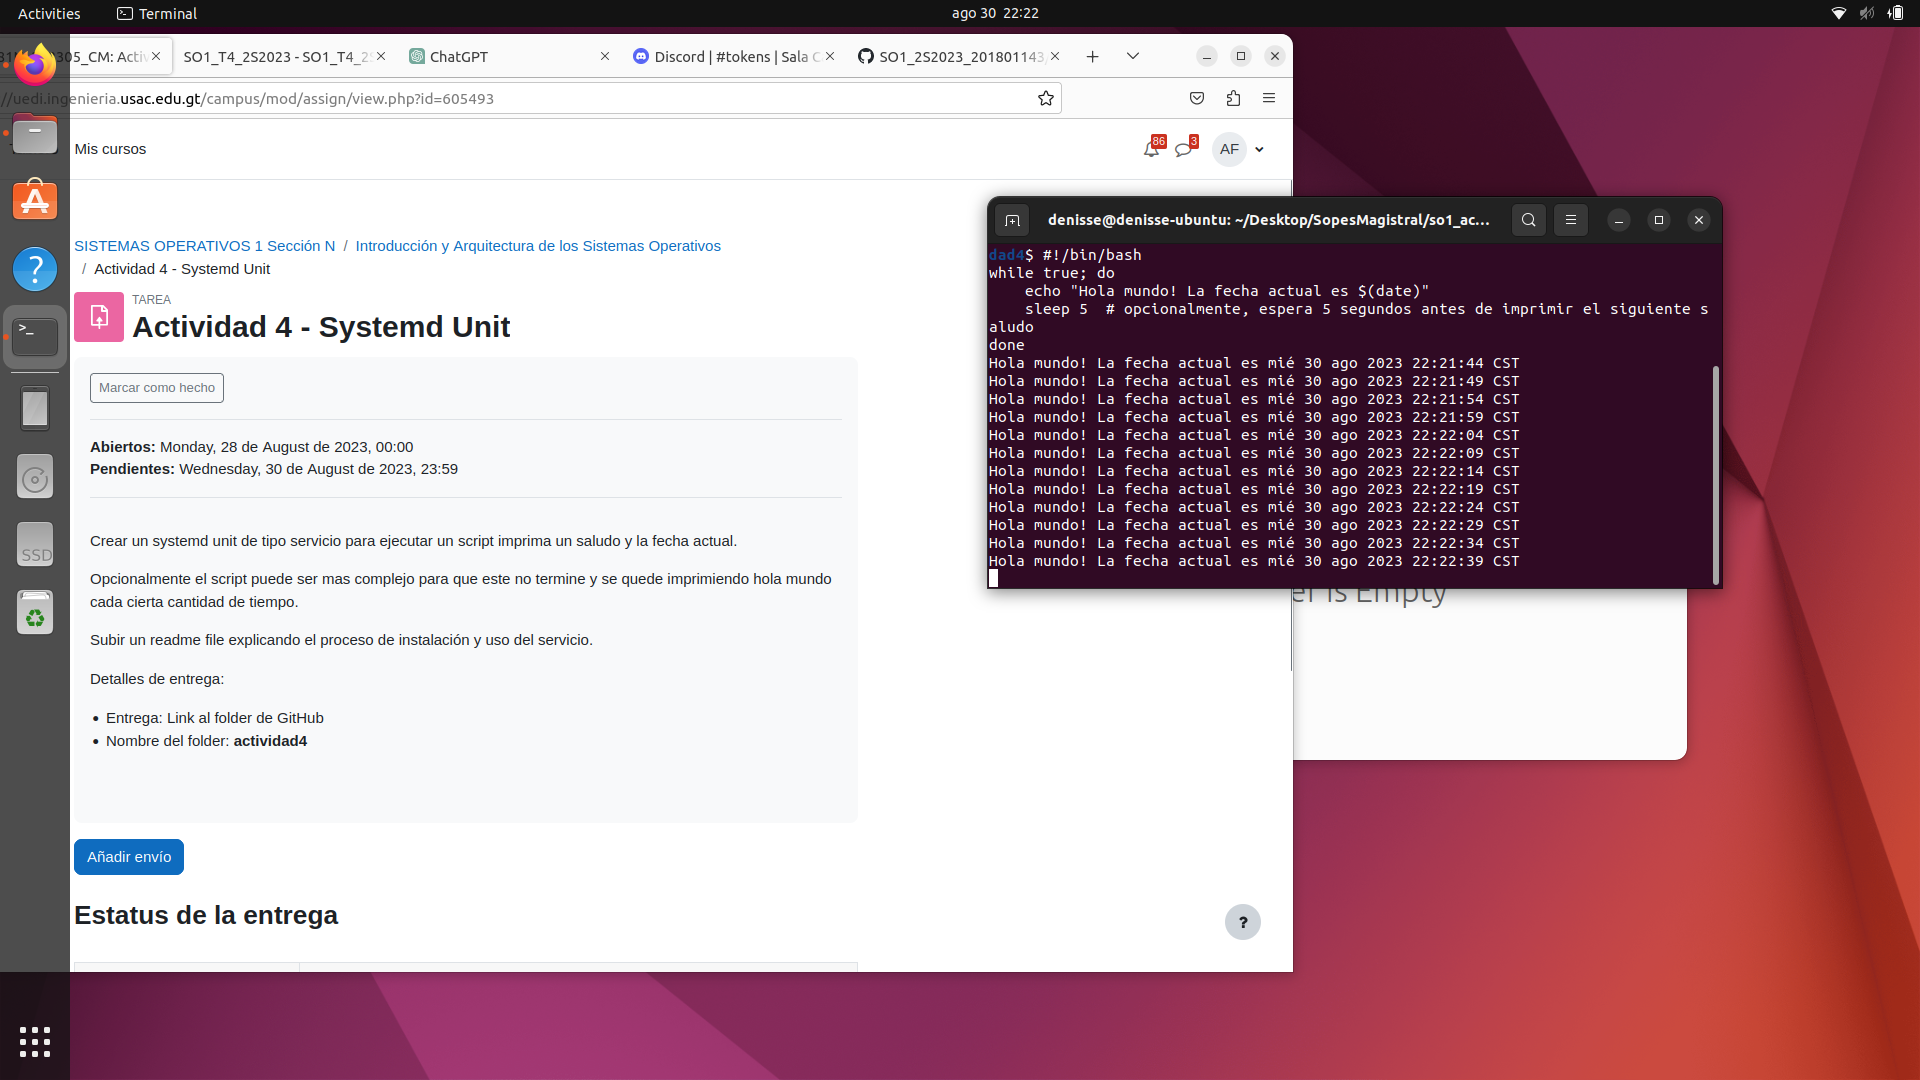 Activities
Terminal
ago 30 22:22
305_CM: Activ
SO1_T4_2S2023 - SO1_T4_2S
ChatGPT
Discord | #tokens | Sala C
SO1_2S2023_201801143/
//uedi.ingenieria.usac.edu.gt/campus/mod/assign/view.php?id=605493
Mis cursos
86
3
AF
SISTEMAS OPERATIVOS 1 Sección N / Introducción y Arquitectura de los Sistemas Operativos
/ Actividad 4 - Systemd Unit
TAREA
Actividad 4 - Systemd Unit
Marcar como hecho
Abiertos: Monday, 28 de August de 2023, 00:00
Pendientes: Wednesday, 30 de August de 2023, 23:59
Crear un systemd unit de tipo servicio para ejecutar un script imprima un saludo y la fecha actual.
Opcionalmente el script puede ser mas complejo para que este no termine y se quede imprimiendo hola mundo
cada cierta cantidad de tiempo.
Subir un readme file explicando el proceso de instalación y uso del servicio.
Detalles de entrega:
• Entrega: Link al folder de GitHub
• Nombre del folder: actividad4
Añadir envío
Estatus de la entrega
?
SSD
denisse@denisse-ubuntu: ~/Desktop/SopesMagistral/so1_ac...
dad4$ #!/bin/bash
while true; do
echo "Hola mundo! La fecha actual es $(date)"
sleep 5 # opcionalmente, espera 5 segundos antes de imprimir el siguiente s
aludo
done
Hola mundo! La fecha actual es mié 30 ago 2023 22:21:44 CST
Hola mundo! La fecha actual es mié 30 ago 2023 22:21:49 CST
Hola mundo! La fecha actual es mié 30 ago 2023 22:21:54 CST
Hola mundo! La fecha actual es mié 30 ago 2023 22:21:59 CST
Hola mundo! La fecha actual es mié 30 ago 2023 22:22:04 CST
Hola mundo! La fecha actual es mié 30 ago 2023 22:22:09 CST
Hola mundo! La fecha actual es mié 30 ago 2023 22:22:14 CST
Hola mundo! La fecha actual es mié 30 ago 2023 22:22:19 CST
Hola mundo! La fecha actual es mié 30 ago 2023 22:22:24 CST
Hola mundo! La fecha actual es mié 30 ago 2023 22:22:29 CST
Hola mundo! La fecha actual es mié 30 ago 2023 22:22:34 CST
Hola mundo! La fecha actual es mié 30 ago 2023 22:22:39 CST
er is Empty